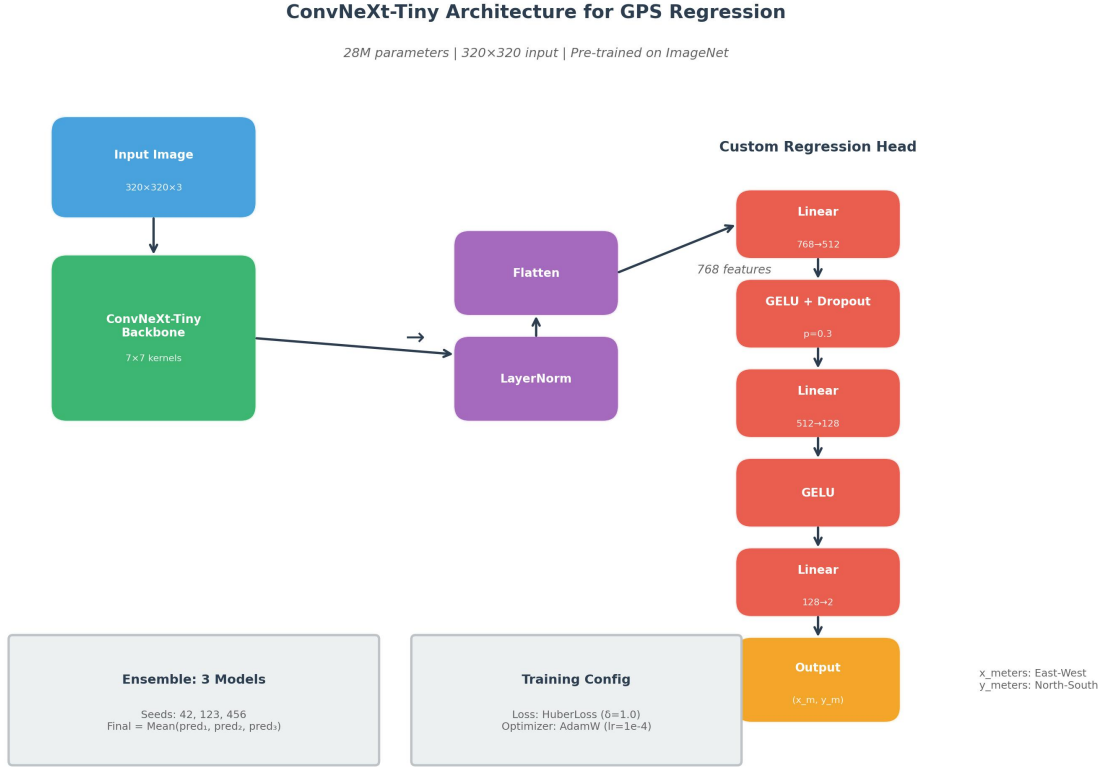 ConvNeXt-Tiny Architecture for GPS Regression
28M parameters | 320×320 input | Pre-trained on ImageNet
Input Image
320×320×3
ConvNeXt-Tiny
Backbone
7×7 kernels
→
LayerNorm
Flatten
768 features
Custom Regression Head
Linear
768→512
GELU + Dropout
p=0.3
Linear
512→128
GELU
Linear
128→2
Output
(x_m, y_m)
x_meters: East-West
y_meters: North-South
Ensemble: 3 Models
Seeds: 42, 123, 456
Final = Mean(pred₁, pred₂, pred₃)
Training Config
Loss: HuberLoss (δ=1.0)
Optimizer: AdamW (lr=1e-4)